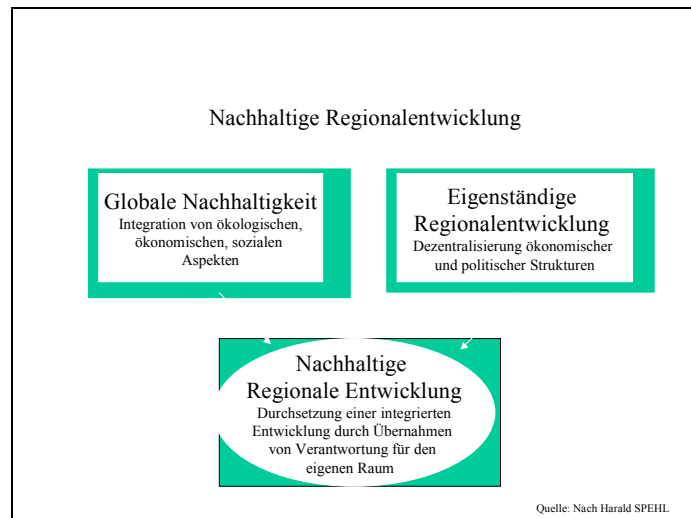 Nachhaltige Regionalentwicklung
Globale Nachhaltigkeit
Integration von ökologischen,
ökonomischen, sozialen
Aspekten
Eigenständige
Regionalentwicklung
Dezentralisierung ökonomischer
und politischer Strukturen
Nachhaltige
Regionale Entwicklung
Durchsetzung einer integrierten
Entwicklung durch Übernahmen
von Verantwortung für den
eigenen Raum
Quelle: Nach Harald SPEHL